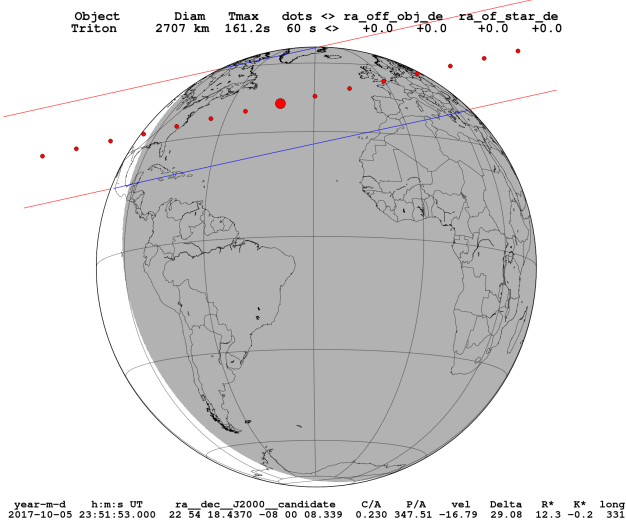 Object Diam Tmax dots <> ra_off_obj_de ra_of_star_de
Triton 2707 km 161.2s 60 s <> +0.0 +0.0 +0.0 +0.0
year-m-d h:m:s UT ra__dec__J2000__candidate C/A P/A vel Delta R* K* long
2017-10-05 23:51:53.000 22 54 18.4370 -08 00 08.339 0.230 347.51 -16.79 29.08 12.3 -0.2 331